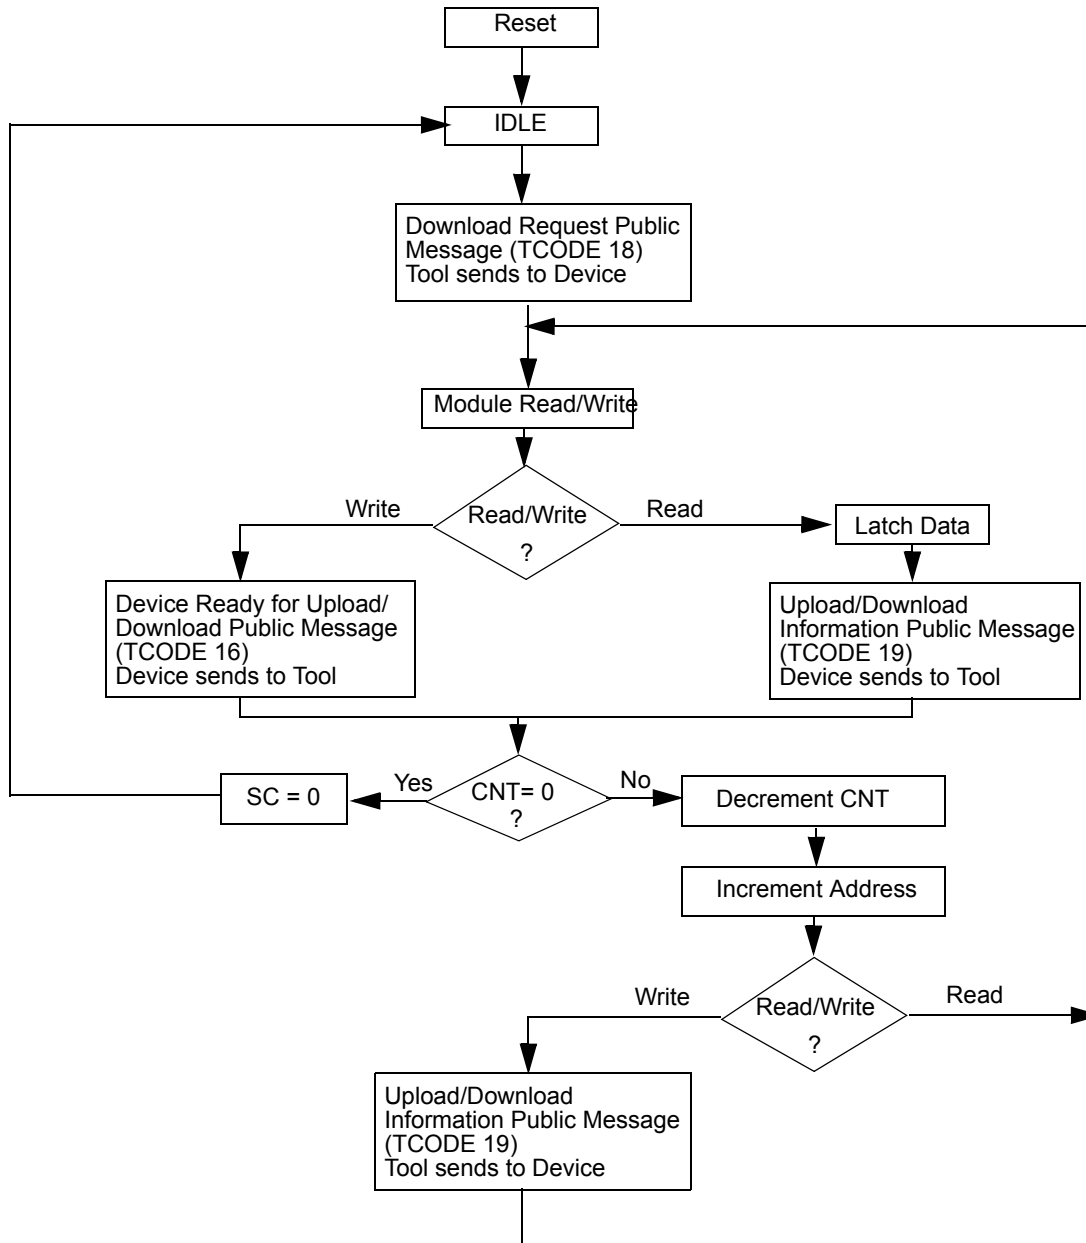 Reset
IDLE
Download Request Public
Message (TCODE 18)
Tool sends to Device
Module Read/Write
Write
Read/Write
?
Read
Latch Data
Device Ready for Upload/
Download Public Message
(TCODE 16)
Device sends to Tool
Upload/Download
Information Public Message
(TCODE 19)
Device sends to Tool
SC = 0
Yes
CNT= 0
?
No
Decrement CNT
Increment Address
Write
Read/Write
?
Read
Upload/Download
Information Public Message
(TCODE 19)
Tool sends to Device